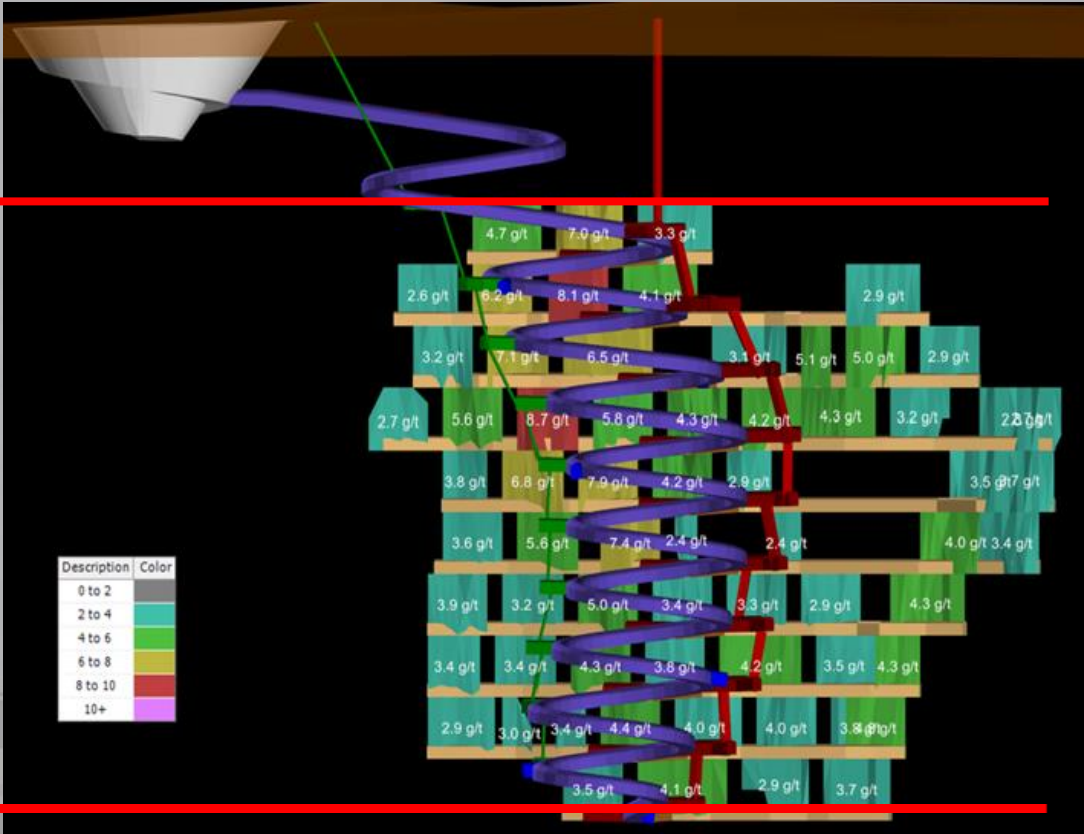 4.7 g/t 7.0 g/t 3.3 g/t
2.6 g/t 6.2 g/t 8.1 g/t 4.1 g/t 2.9 g/t
3.2 g/t 7.1 g/t 6.5 g/t 3.1 g/t 5.1 g/t 5.0 g/t 2.9 g/t
2.7 g/t 5.6 g/t 8.7 g/t 5.8 g/t 4.3 g/t 4.2 g/t 4.3 g/t 3.2 g/t
3.8 g/t 6.8 g/t 7.9 g/t 4.2 g/t 2.9 g/t 3.5 g/t
3.6 g/t 5.6 g/t 7.4 g/t 2.4 g/t 2.4 g/t 4.0 g/t 3.4 g/t
3.9 g/t 3.2 g/t 5.0 g/t 3.4 g/t 3.3 g/t 2.9 g/t 4.3 g/t
3.4 g/t 3.4 g/t 4.3 g/t 3.8 g/t 4.2 g/t 3.5 g/t 4.3 g/t
2.9 g/t 3.0 g/t 3.4 g/t 4.4 g/t 4.0 g/t 4.0 g/t
3.5 g/t 4.1 g/t 2.9 g/t 3.7 g/t
Description Color
0 to 2
2 to 4
4 to 6
6 to 8
8 to 10
10+